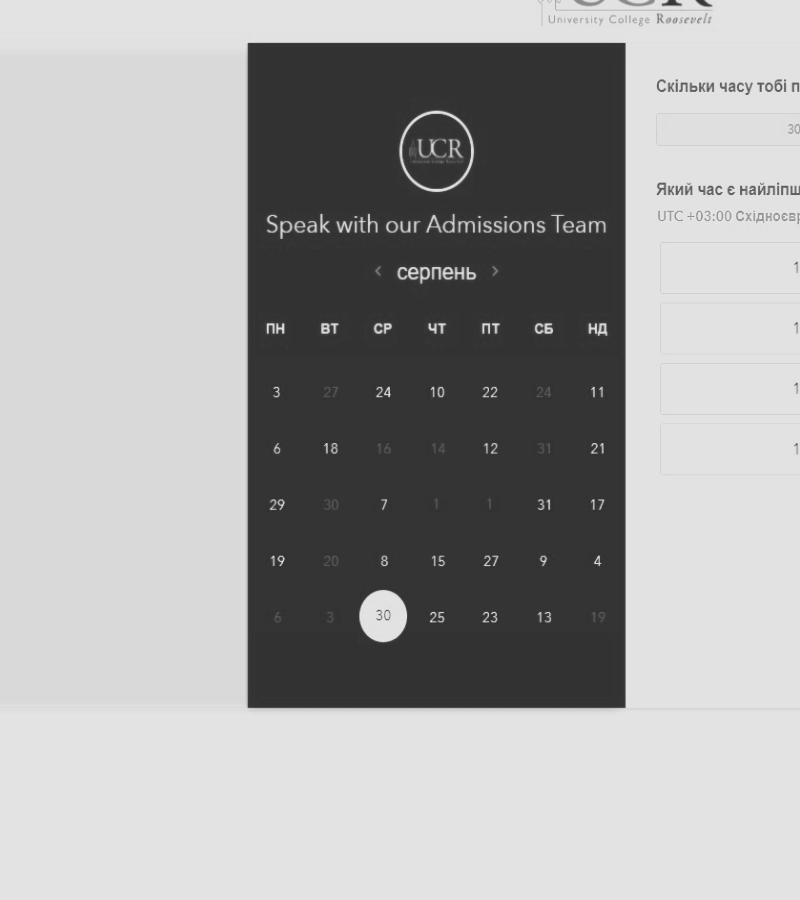 UCR
University College Roosevelt
UCR
Speak with our Admissions Team
< серпень >
ПН ВТ СР ЧТ ПТ СБ НД
3 27 24 10 22 24 11
6 18 16 14 12 31 21
29 30 7 1 1 31 17
19 20 8 15 27 9 4
6 3 30 25 23 13 19
Скільки часу тобі п
30
Який час є найліпш
UTC +03:00 Східноєвр
1
1
1
1